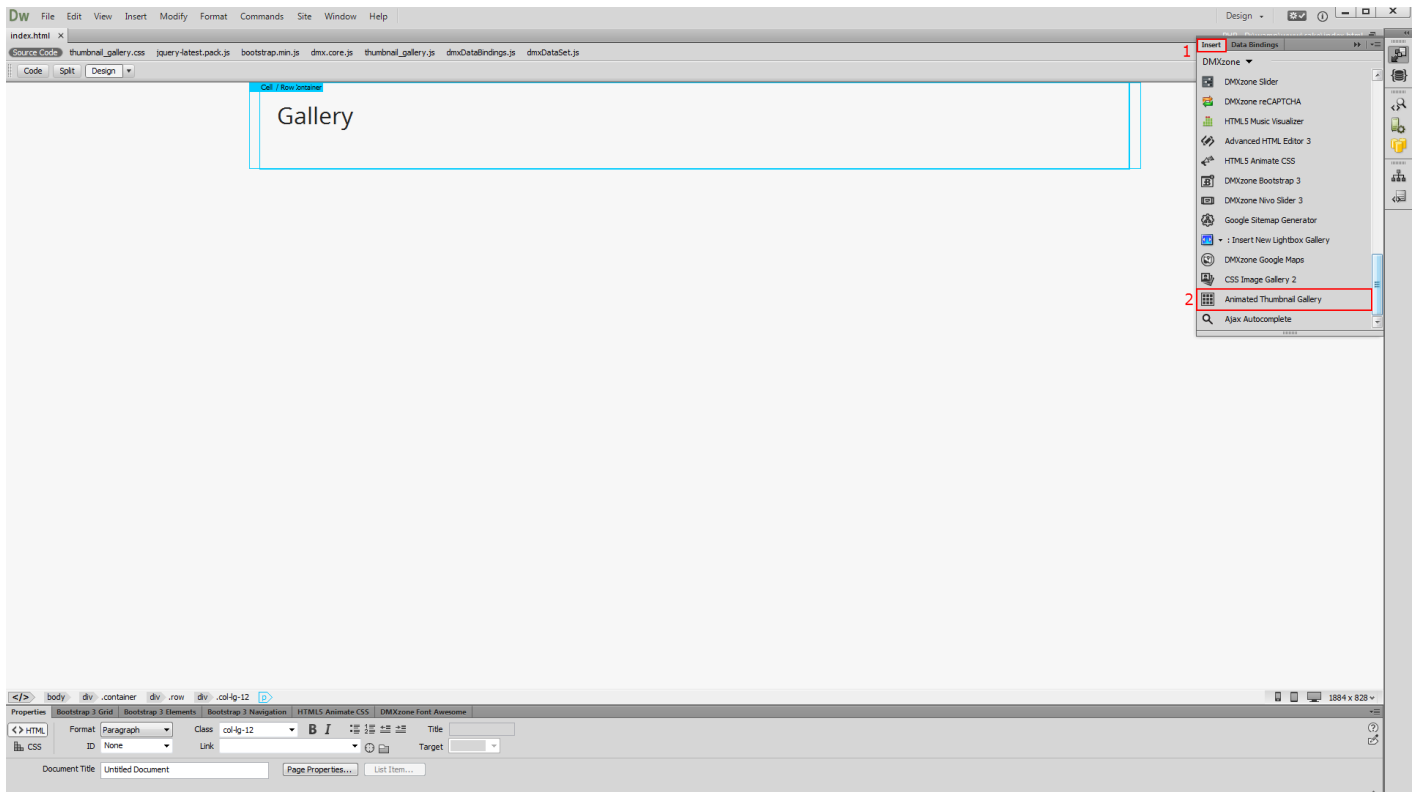 Dw File Edit View Insert Modify Format Commands Site Window Help Design
index.html ×
Source Code thumbnail_gallery.css jquery-latest.pack.js bootstrap.min.js dmx.core.js thumbnail_gallery.js dmxDataBindings.js dmxDataSet.js
Code Split Design
1 Insert Data Bindings
DMXzone
DMXzone Slider
DMXzone reCAPTCHA
HTML5 Music Visualizer
Advanced HTML Editor 3
HTML5 Animate CSS
DMXzone Bootstrap 3
DMXzone Nivo Slider 3
Google Sitemap Generator
: Insert New Lightbox Gallery
DMXzone Google Maps
CSS Image Gallery 2
2 Animated Thumbnail Gallery
Ajax Autocomplete
Cell / Row
Gallery
</> body div .container div .row div .col-lg-12 p 1884 x 828
Properties Bootstrap 3 Grid Bootstrap 3 Elements Bootstrap 3 Navigation HTML5 Animate CSS DMXzone Font Awesome
<> HTML Format Paragraph Class col-lg-12 B I Title
CSS ID None Link Target
Document Title Untitled Document Page Properties... List Item...